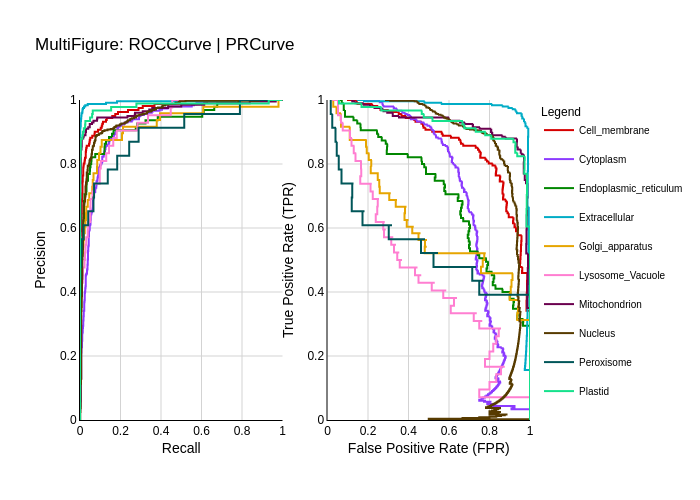 MultiFigure: ROCCurve | PRCurve
Precision
1
0.8
0.6
0.4
0.2
0
0 0.2 0.4 0.6 0.8 1
Recall
True Positive Rate (TPR)
1
0.8
0.6
0.4
0.2
0
0 0.2 0.4 0.6 0.8 1
False Positive Rate (FPR)
Legend
Cell_membrane
Cytoplasm
Endoplasmic_reticulum
Extracellular
Golgi_apparatus
Lysosome_Vacuole
Mitochondrion
Nucleus
Peroxisome
Plastid